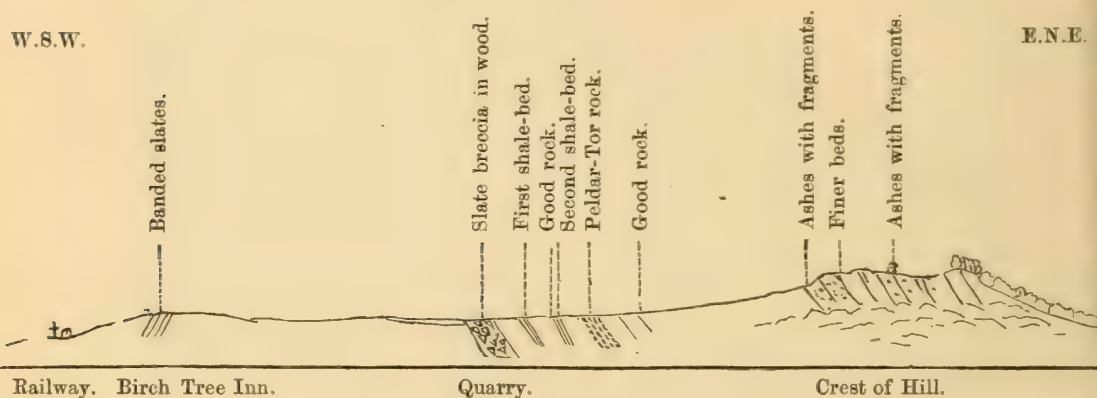 W.S.W.
E.N.E.
Banded slates.
Slate breccia in wood.
First shale-bed.
Good rock.
Second shale-bed.
Peldar-Tor rock.
Good rock.
Ashes with fragments.
Finer beds.
Ashes with fragments.
Railway. Birch Tree Inn. Quarry. Crest of Hill.